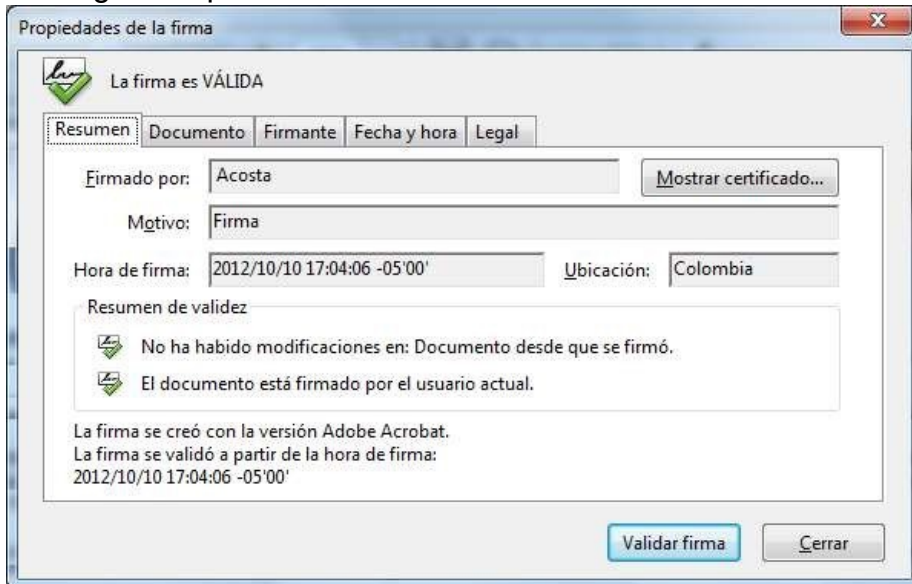 Propiedades de la firma
La firma es VÁLIDA
Resumen Documento Firmante Fecha y hora Legal
Firmado por: Acosta Mostrar certificado...
Motivo: Firma
Hora de firma: 2012/10/10 17:04:06 -05'00' Ubicación: Colombia
Resumen de validez
No ha habido modificaciones en: Documento desde que se firmó.
El documento está firmado por el usuario actual.
La firma se creó con la versión Adobe Acrobat.
La firma se validó a partir de la hora de firma:
2012/10/10 17:04:06 -05'00'
Validar firma Cerrar